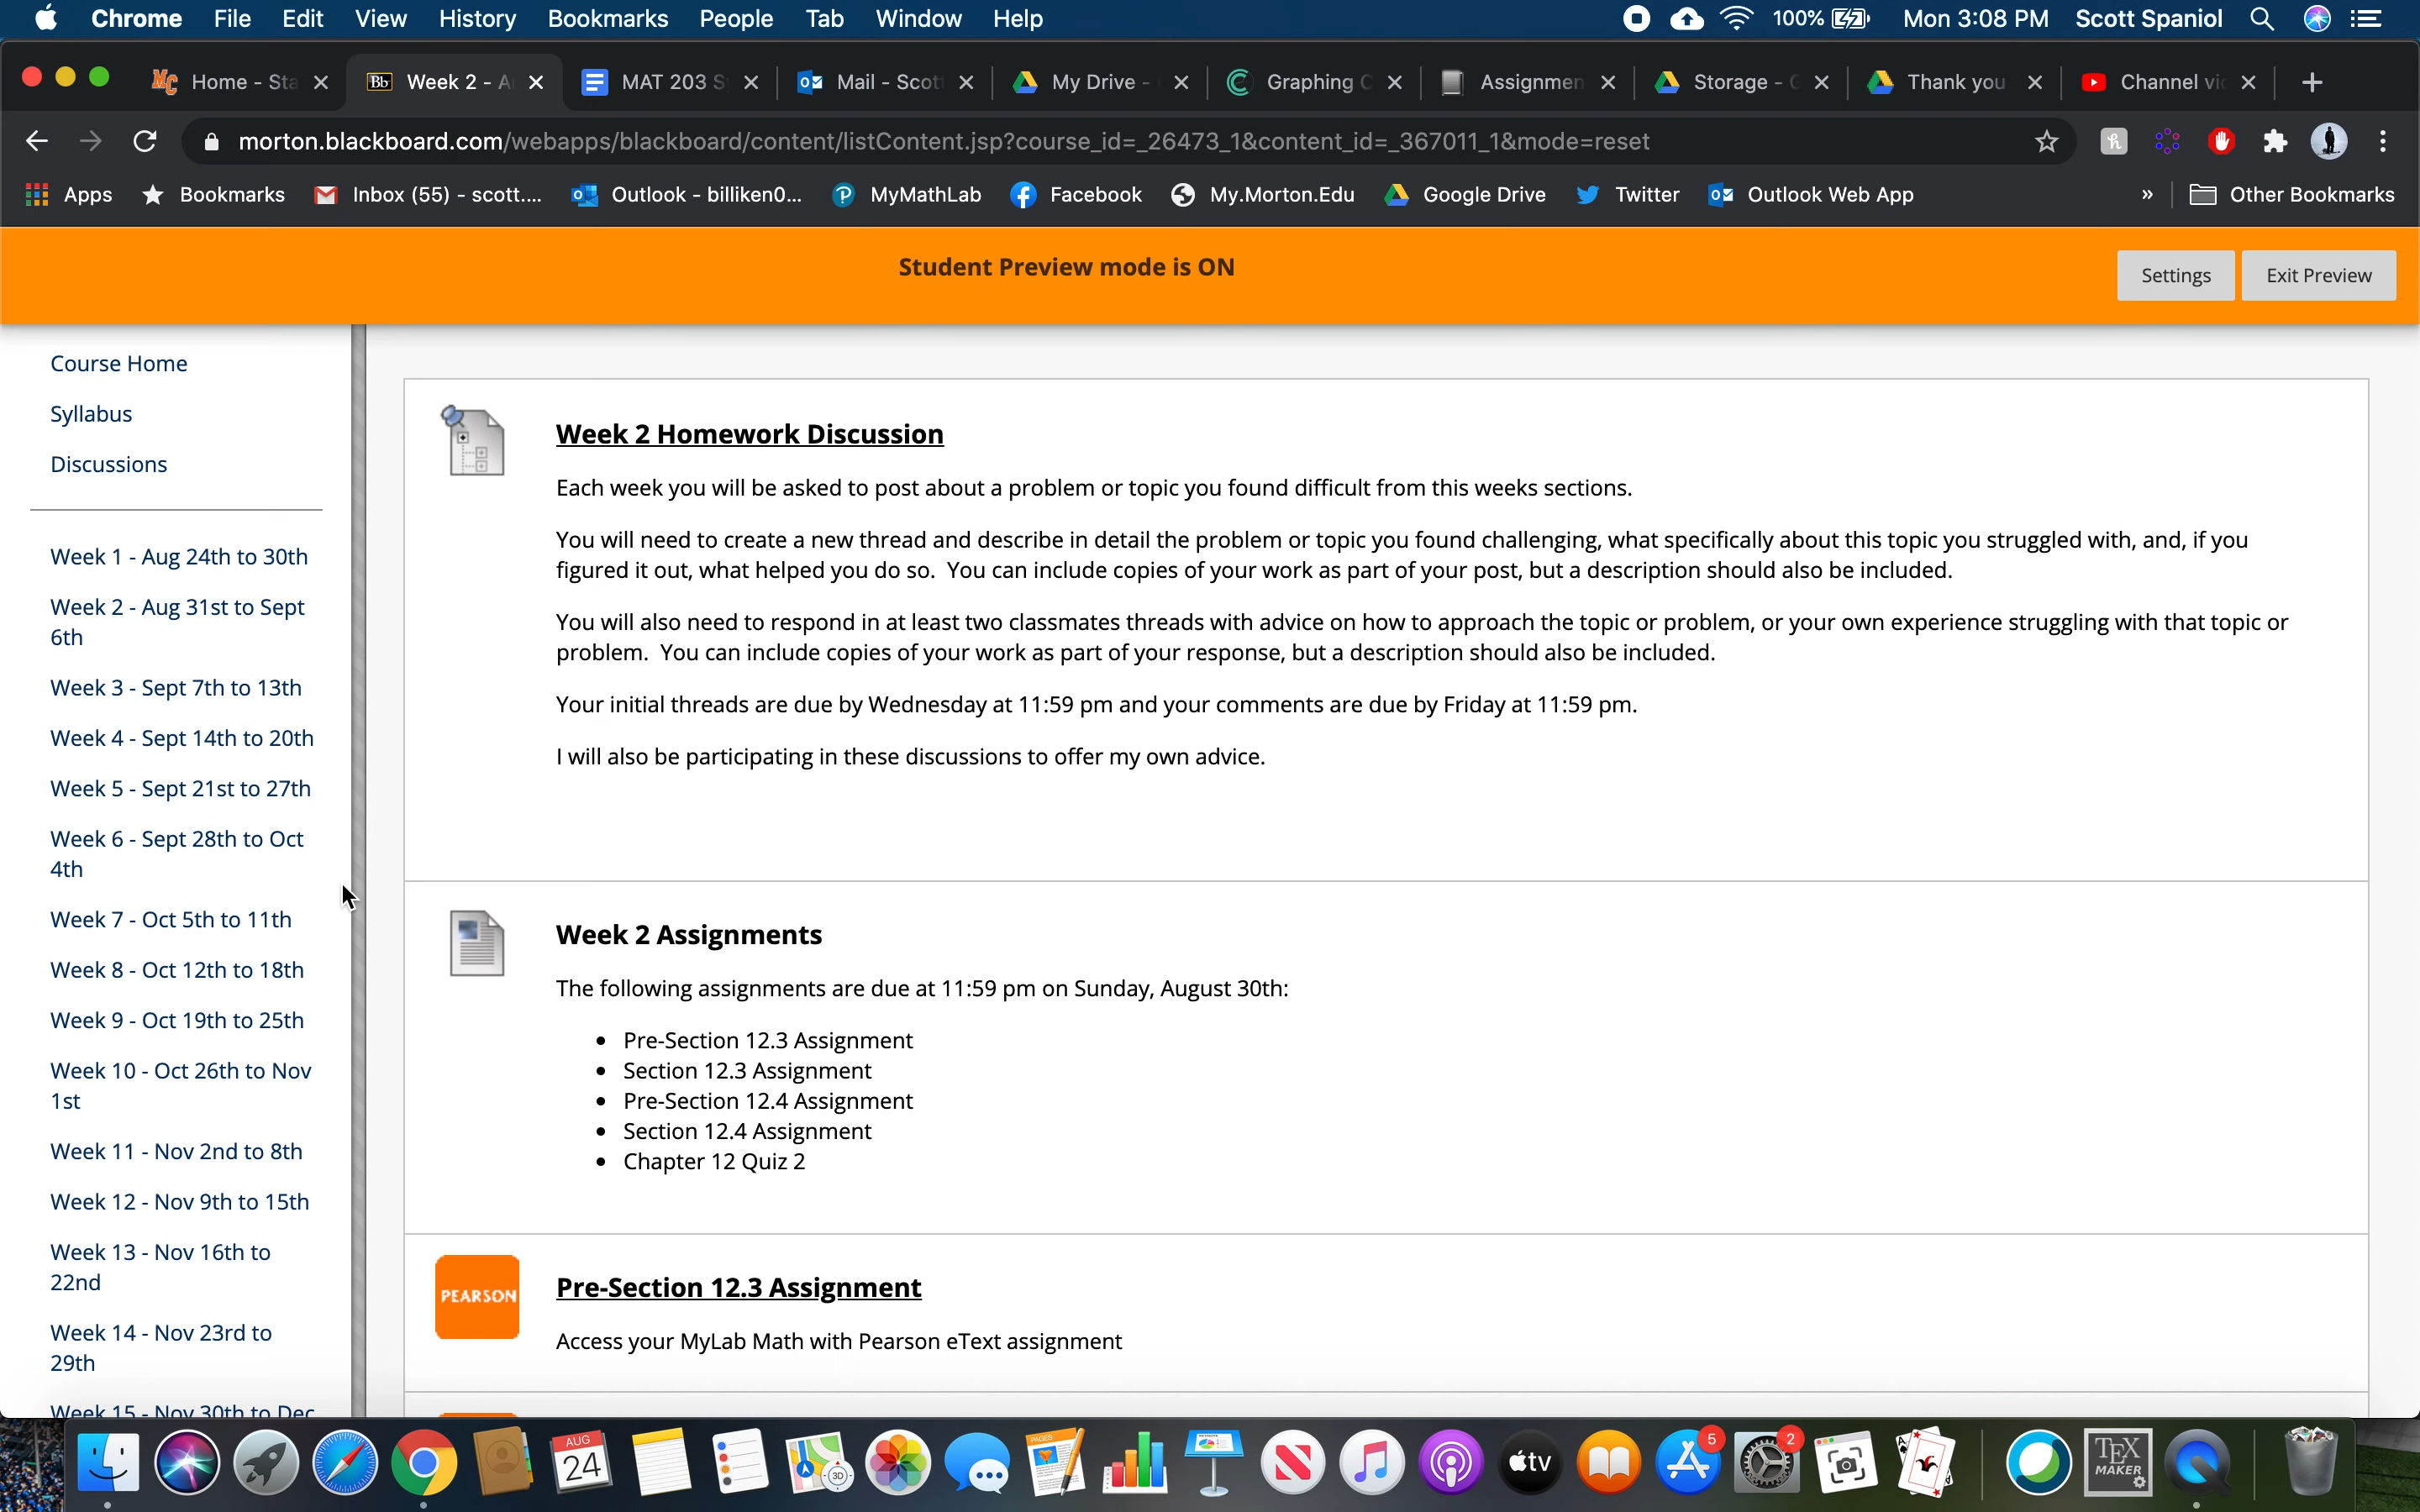 Chrome File Edit View History Bookmarks People Tab Window Help 100% Mon 3:08 PM Scott Spaniol
Home - Sta Week 2 - A MAT 203 S Mail - Scott My Drive - Graphing C Assignmen Storage - G Thank you Channel vic
morton.blackboard.com/webapps/blackboard/content/listContent.jsp?course_id=_26473_1&content_id=_367011_1&mode=reset
Apps Bookmarks Inbox (55) - scott.... Outlook - billiken0... MyMathLab Facebook My.Morton.Edu Google Drive Twitter Outlook Web App » Other Bookmarks
Student Preview mode is ON
Settings Exit Preview
Course Home
Syllabus
Discussions
Week 1 - Aug 24th to 30th
Week 2 - Aug 31st to Sept
6th
Week 3 - Sept 7th to 13th
Week 4 - Sept 14th to 20th
Week 5 - Sept 21st to 27th
Week 6 - Sept 28th to Oct
4th
Week 7 - Oct 5th to 11th
Week 8 - Oct 12th to 18th
Week 9 - Oct 19th to 25th
Week 10 - Oct 26th to Nov
1st
Week 11 - Nov 2nd to 8th
Week 12 - Nov 9th to 15th
Week 13 - Nov 16th to
22nd
Week 14 - Nov 23rd to
29th
Week 15 - Nov 30th to Dec
Week 2 Homework Discussion
Each week you will be asked to post about a problem or topic you found difficult from this weeks sections.
You will need to create a new thread and describe in detail the problem or topic you found challenging, what specifically about this topic you struggled with, and, if you
figured it out, what helped you do so. You can include copies of your work as part of your post, but a description should also be included.
You will also need to respond in at least two classmates threads with advice on how to approach the topic or problem, or your own experience struggling with that topic or
problem. You can include copies of your work as part of your response, but a description should also be included.
Your initial threads are due by Wednesday at 11:59 pm and your comments are due by Friday at 11:59 pm.
I will also be participating in these discussions to offer my own advice.
Week 2 Assignments
The following assignments are due at 11:59 pm on Sunday, August 30th:
• Pre-Section 12.3 Assignment
• Section 12.3 Assignment
• Pre-Section 12.4 Assignment
• Section 12.4 Assignment
• Chapter 12 Quiz 2
PEARSON
Pre-Section 12.3 Assignment
Access your MyLab Math with Pearson eText assignment
AUG
24
PAGES
3D
tv
5
2
TEX
MAKER